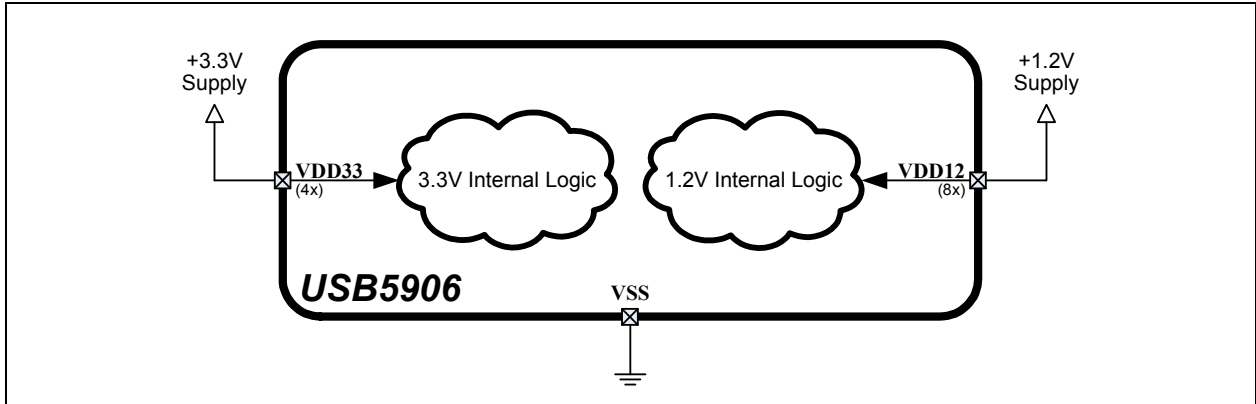 +3.3V
Supply
+1.2V
Supply
VDD33
(4x)
3.3V Internal Logic
1.2V Internal Logic
VDD12
(8x)
USB5906
VSS